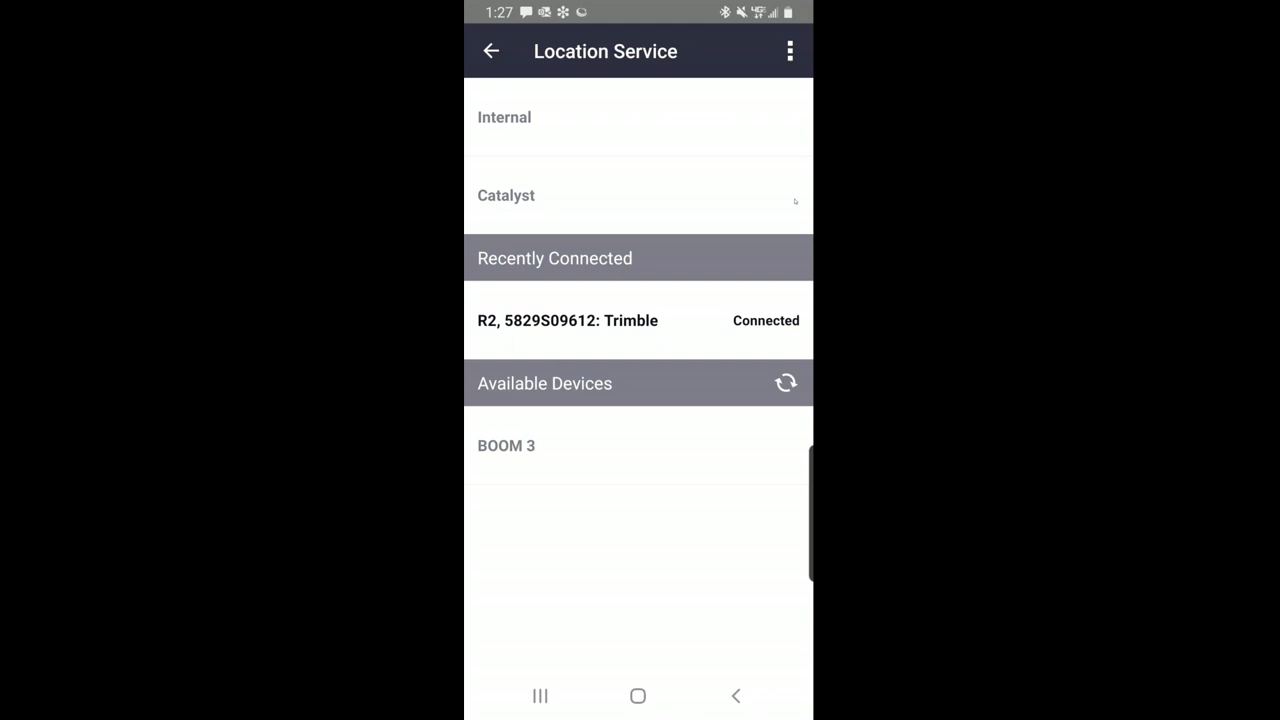 1:27
Location Service
Internal
Catalyst
Recently Connected
R2, 5829S09612: Trimble Connected
Available Devices
BOOM 3